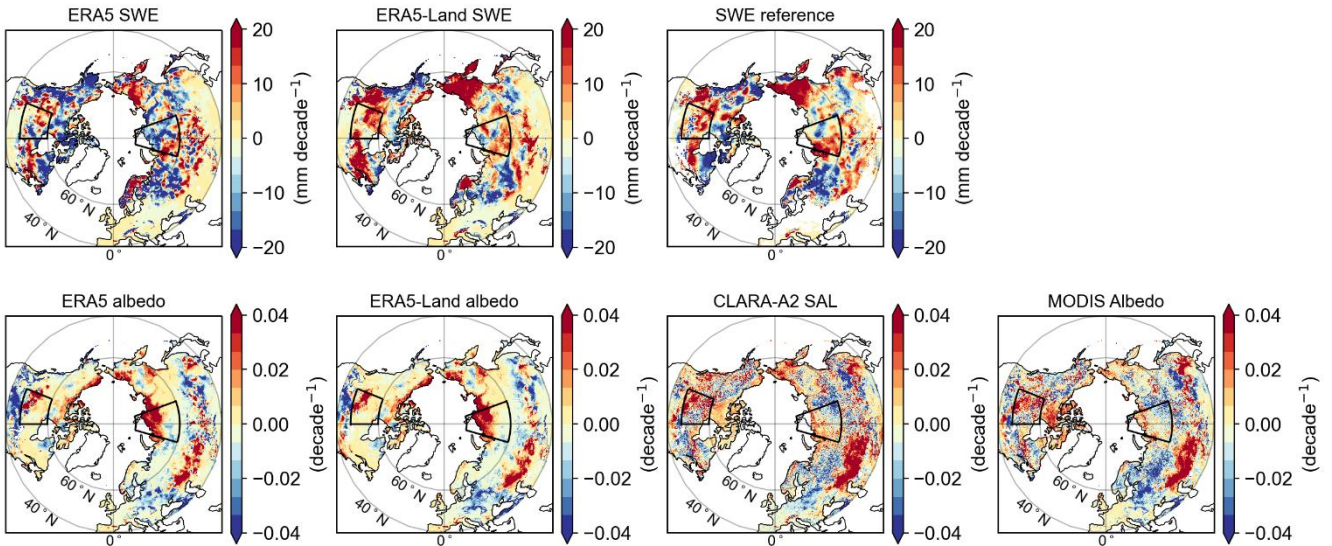 ERA5 SWE
20
10
0
−10
−20
(mm decade⁻¹)
60°N
40°N
0°
ERA5-Land SWE
20
10
0
−10
−20
(mm decade⁻¹)
60°N
40°N
0°
SWE reference
20
10
0
−10
−20
(mm decade⁻¹)
60°N
40°N
0°
ERA5 albedo
0.04
0.02
0.00
−0.02
−0.04
(decade⁻¹)
60°N
40°N
0°
ERA5-Land albedo
0.04
0.02
0.00
−0.02
−0.04
(decade⁻¹)
60°N
40°N
0°
CLARA-A2 SAL
0.04
0.02
0.00
−0.02
−0.04
(decade⁻¹)
60°N
40°N
0°
MODIS Albedo
0.04
0.02
0.00
−0.02
−0.04
(decade⁻¹)
60°N
40°N
0°